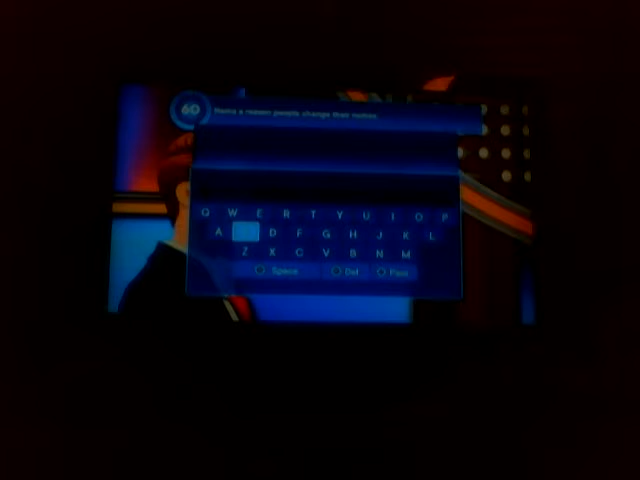 60
Name a reason people change their names.
Q W E R T Y U I O P
A D F G H J K L
Z X C V B N M
Space Del Pass